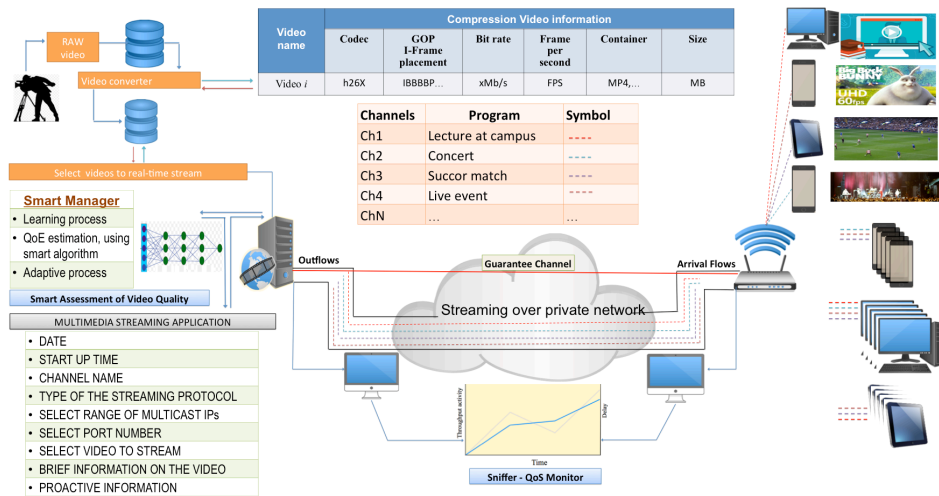 RAW
video
Video converter
Select videos to real-time stream
Video
name
Compression Video information
Codec
GOP
I-Frame
placement
Bit rate
Frame
per
second
Container
Size
Video i
h26X
IBBBBP...
xMb/s
FPS
MP4,...
MB
Channels Program Symbol
Ch1 Lecture at campus ----
Ch2 Concert ----
Ch3 Succor match ----
Ch4 Live event ----
ChN ... ...
Big Buck
BUNNY
UHD
60fps
Smart Manager
• Learning process
• QoE estimation, using
smart algorithm
• Adaptive process
Smart Assessment of Video Quality
Outflows
Guarantee Channel
Arrival Flows
Streaming over private network
MULTIMEDIA STREAMING APPLICATION
• DATE
• START UP TIME
• CHANNEL NAME
• TYPE OF THE STREAMING PROTOCOL
• SELECT RANGE OF MULTICAST IPs
• SELECT PORT NUMBER
• SELECT VIDEO TO STREAM
• BRIEF INFORMATION ON THE VIDEO
• PROACTIVE INFORMATION
Throughput activity
Delay
Time
Sniffer - QoS Monitor